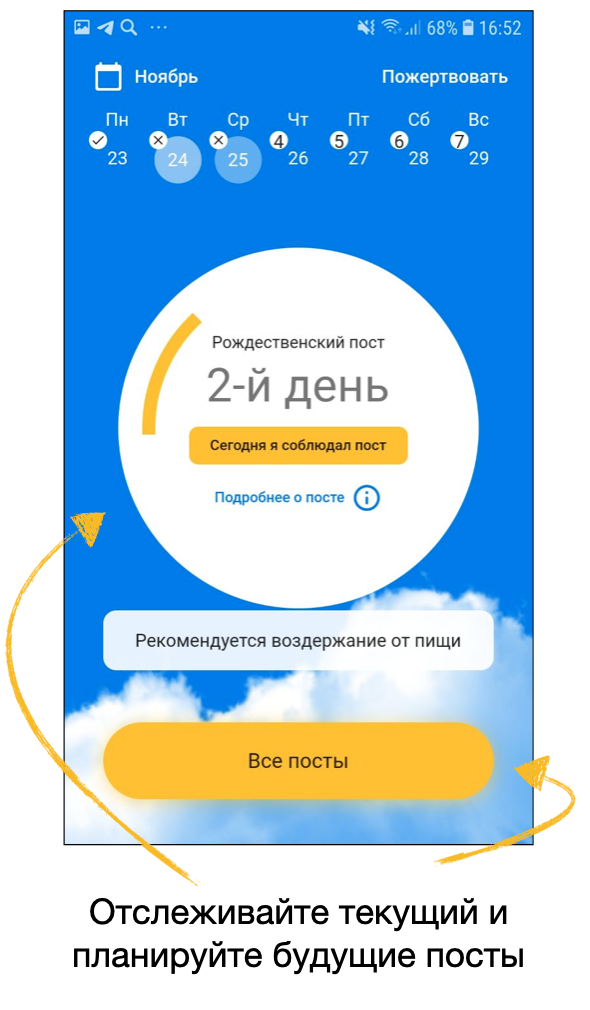 68% 16:52
Ноябрь Пожертвовать
Пн Вт Ср Чт Пт Сб Вс
4 5 6 7
23 24 25 26 27 28 29
Рождественский пост
2-й день
Сегодня я соблюдал пост
Подробнее о посте
Рекомендуется воздержание от пищи
Все посты
Отслеживайте текущий и
планируйте будущие посты